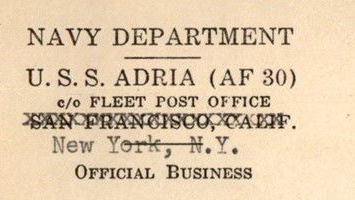 NAVY DEPARTMENT
U. S. S. ADRIA (AF 30)
c/o FLEET POST OFFICE
SAN FRANCISCO, CALIF.
New York, N.Y.
OFFICIAL BUSINESS